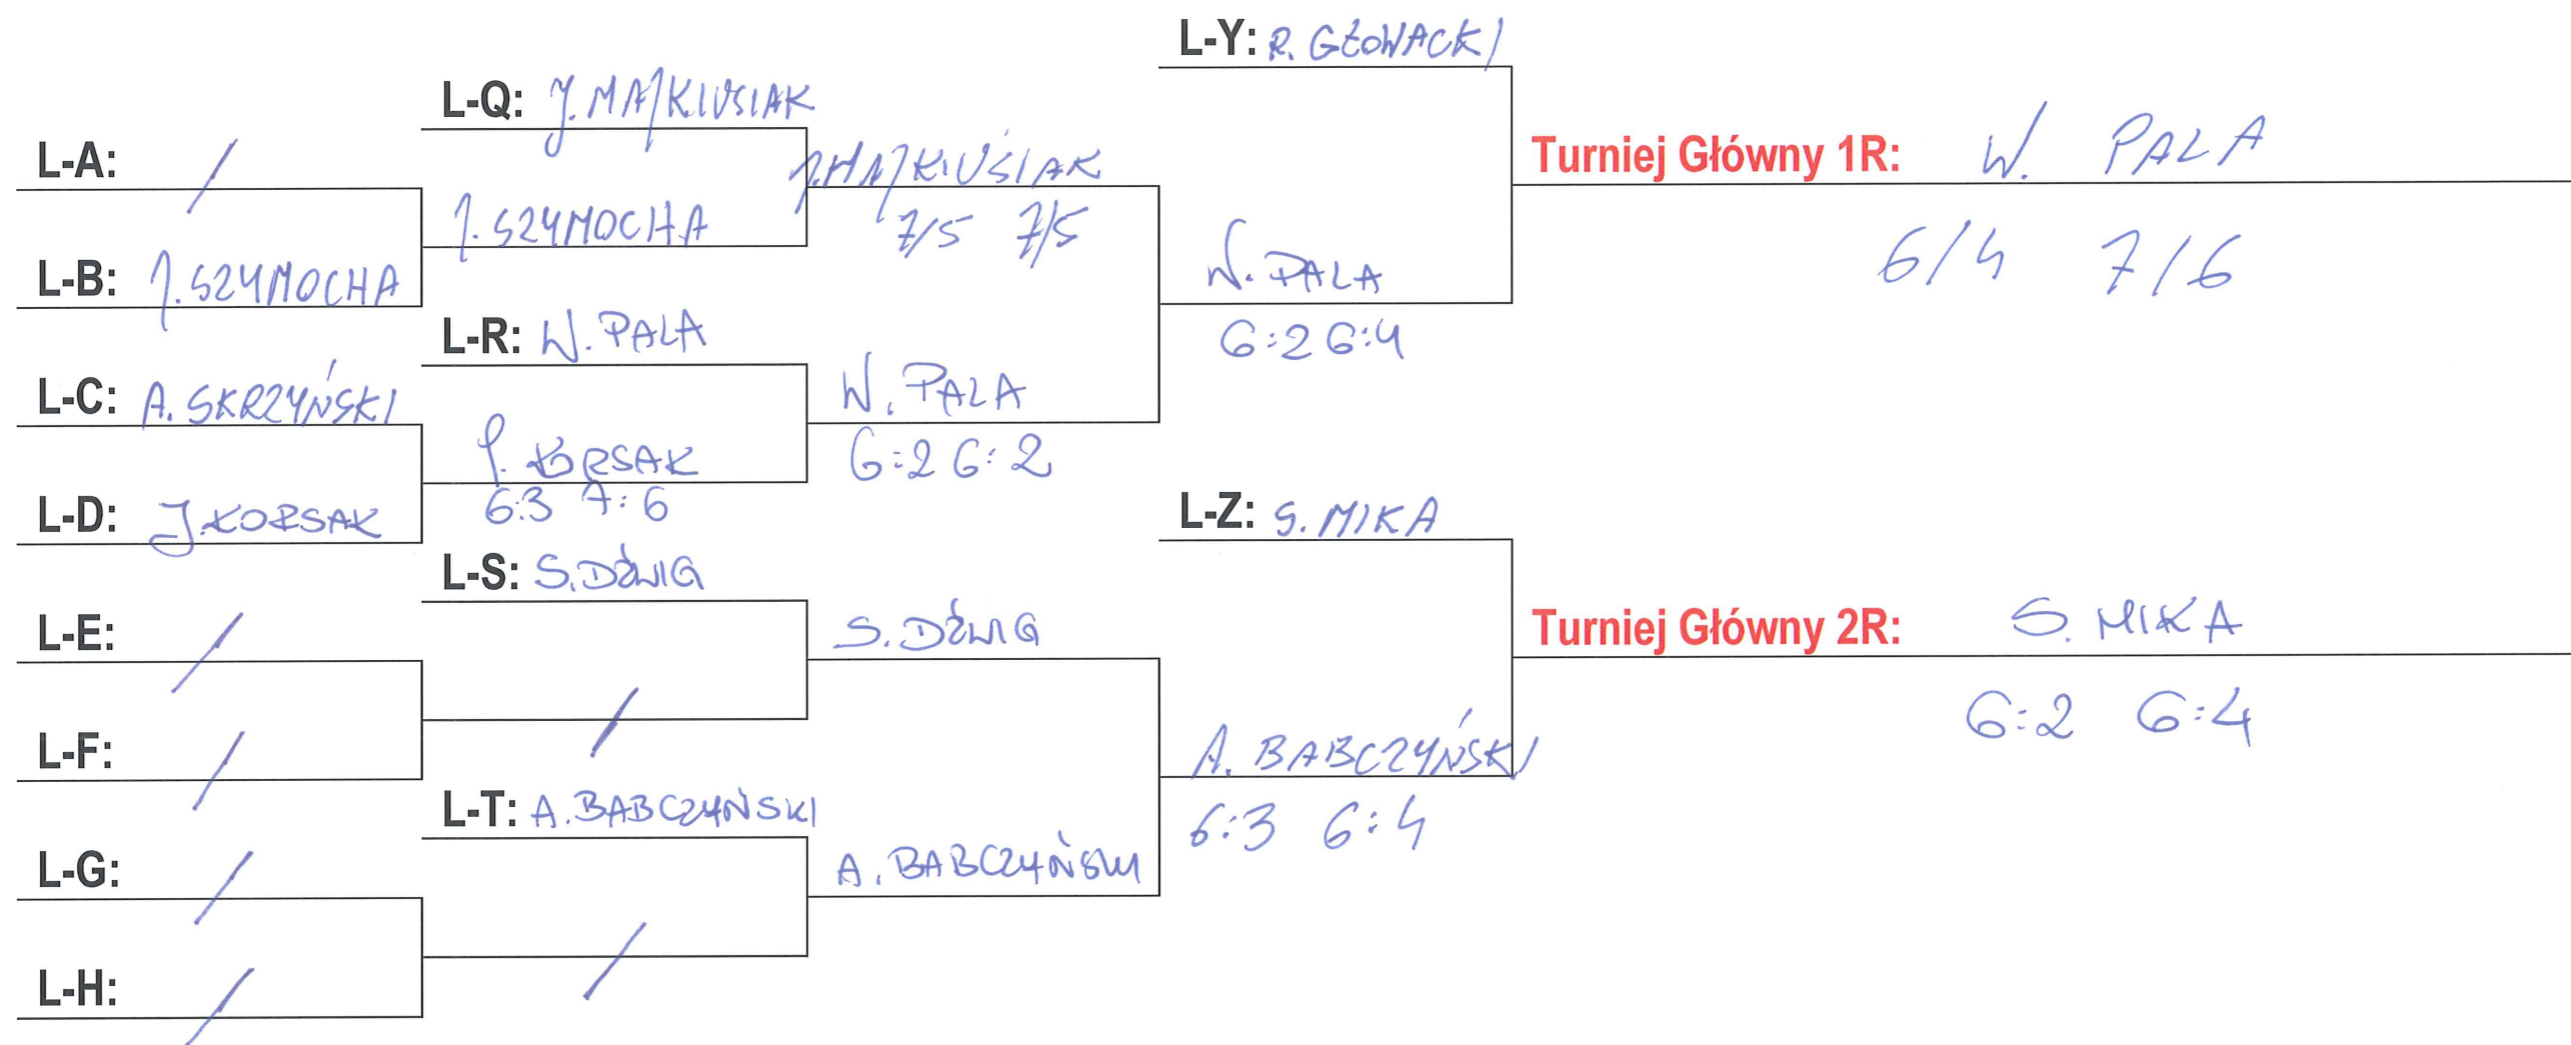 L-A: /
L-B: J. SZYMOCHA
L-C: A. SKRZYŃSKI
L-D: J. KORSAK
L-E: /
L-F: /
L-G: /
L-H: /
L-Q: J. MAJKIUSIAK
J. SZYMOCHA
L-R: W. PALA
J. KORSAK
6:3 7:6
L-S: S. DŹWIG
/
L-T: A. BABCZYŃSKI
/
J. MAJKIUŚIAK
7/5 7/5
W. PALA
6:2 6:2
S. DŹWIG
A. BABCZYŃSKI
L-Y: R. GŁOWACKI
W. PALA
6:2 6:4
L-Z: S. MIKA
A. BABCZYŃSKI
6:3 6:4
Turniej Główny 1R: W. PALA
6/4 7/6
Turniej Główny 2R: S. MIKA
6:2 6:4